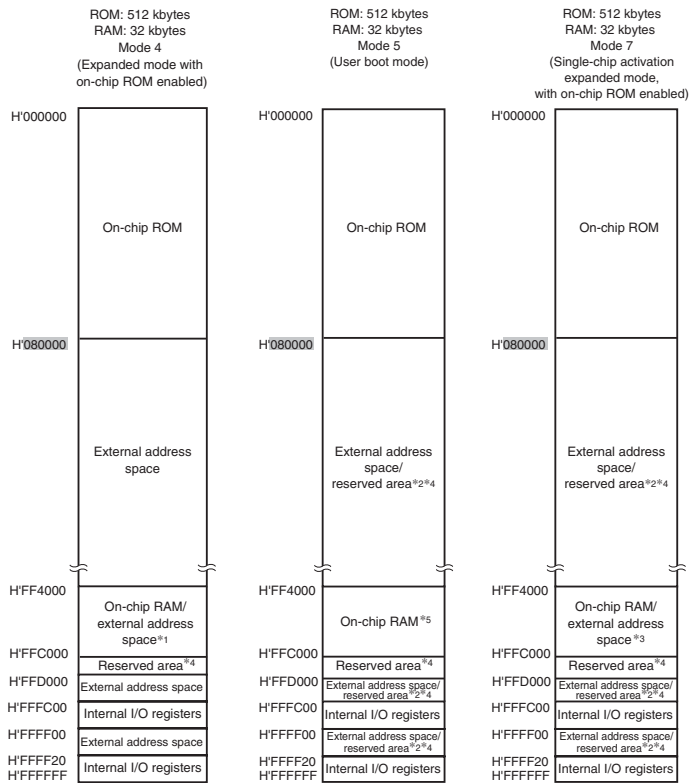 ROM: 512 kbytes
RAM: 32 kbytes
Mode 4
(Expanded mode with
on-chip ROM enabled)
H'000000
On-chip ROM
H'080000
External address
space
H'FF4000
On-chip RAM/
external address
space*1
H'FFC000
Reserved area*4
H'FFD000
External address space
H'FFFC00
Internal I/O registers
H'FFFF00
External address space
H'FFFF20
Internal I/O registers
H'FFFFFF
ROM: 512 kbytes
RAM: 32 kbytes
Mode 5
(User boot mode)
H'000000
On-chip ROM
H'080000
External address
space/
reserved area*2*4
H'FF4000
On-chip RAM*5
H'FFC000
Reserved area*4
H'FFD000
External address space/
reserved area*2*4
H'FFFC00
Internal I/O registers
H'FFFF00
External address space/
reserved area*2*4
H'FFFF20
Internal I/O registers
H'FFFFFF
ROM: 512 kbytes
RAM: 32 kbytes
Mode 7
(Single-chip activation
expanded mode,
with on-chip ROM enabled)
H'000000
On-chip ROM
H'080000
External address
space/
reserved area*2*4
H'FF4000
On-chip RAM/
external address
space*3
H'FFC000
Reserved area*4
H'FFD000
External address space/
reserved area*2*4
H'FFFC00
Internal I/O registers
H'FFFF00
External address space/
reserved area*2*4
H'FFFF20
Internal I/O registers
H'FFFFFF